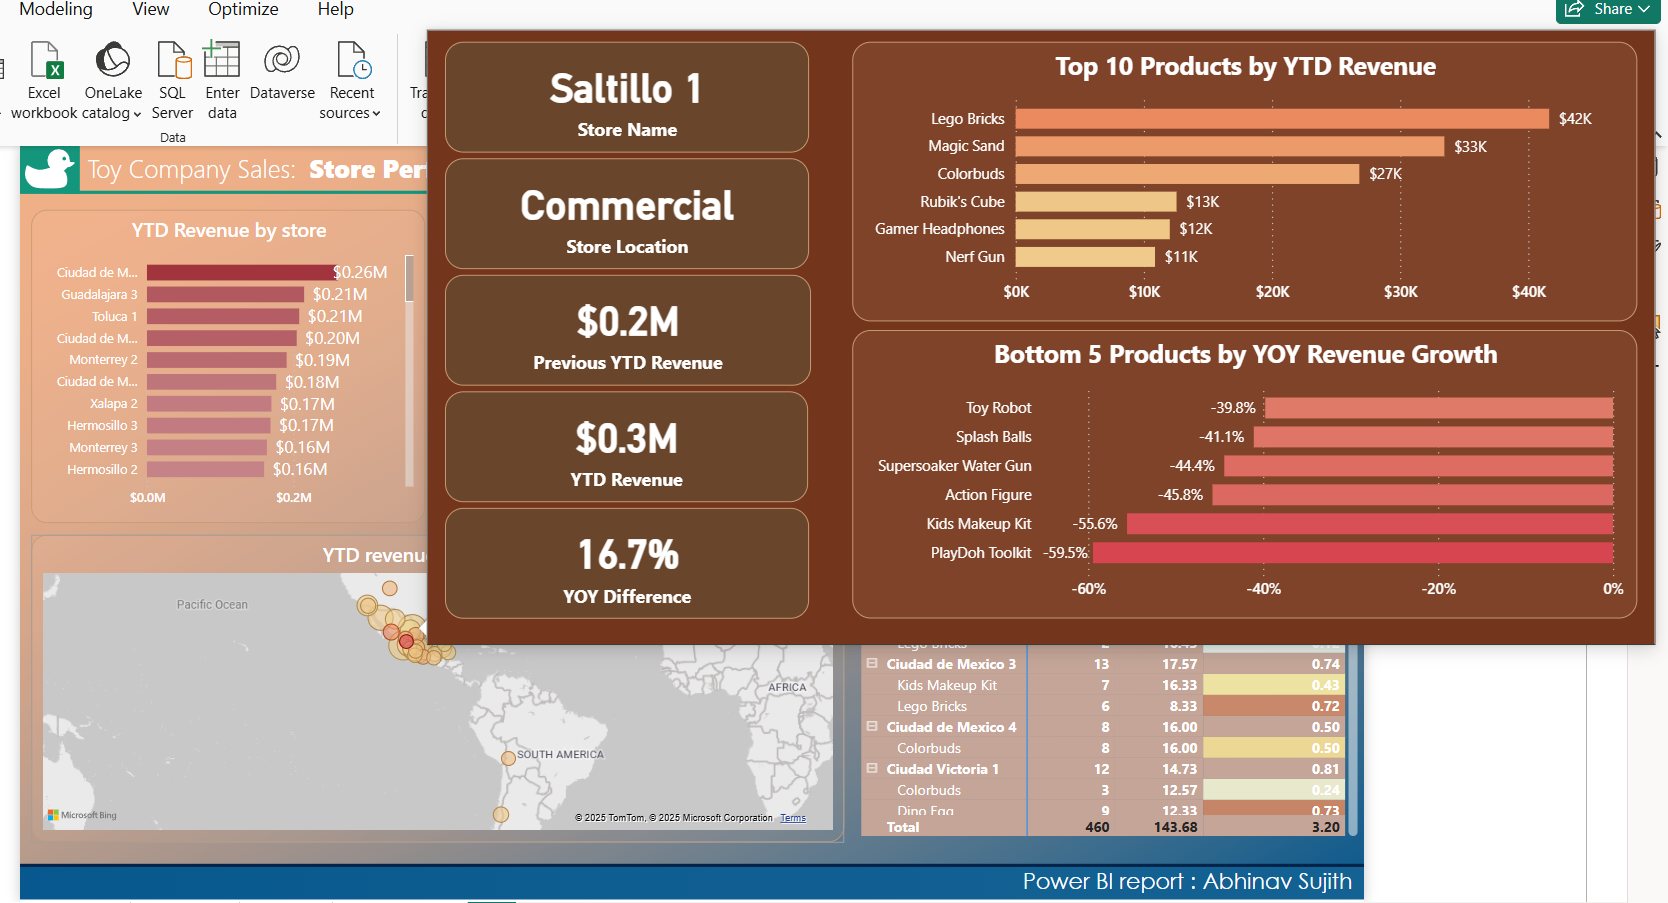 Modeling View Optimize Help
Share
Excel workbook
OneLake catalog
SQL Server
Enter data
Dataverse
Recent sources
Data
Toy Company Sales: Store
YTD Revenue by store
Ciudad de M... $0.26M
Guadalajara 3 $0.21M
Toluca 1 $0.21M
Ciudad de M... $0.20M
Monterrey 2 $0.19M
Ciudad de M... $0.18M
Xalapa 2 $0.17M
Hermosillo 3 $0.17M
Monterrey 3 $0.16M
Hermosillo 2 $0.16M
$0.0M $0.2M
Saltillo 1
Store Name
Commercial
Store Location
$0.2M
Previous YTD Revenue
$0.3M
YTD Revenue
16.7%
YOY Difference
Top 10 Products by YTD Revenue
Lego Bricks $42K
Magic Sand $33K
Colorbuds $27K
Rubik's Cube $13K
Gamer Headphones $12K
Nerf Gun $11K
$0K $10K $20K $30K $40K
Bottom 5 Products by YOY Revenue Growth
Toy Robot -39.8%
Splash Balls -41.1%
Supersoaker Water Gun -44.4%
Action Figure -45.8%
Kids Makeup Kit -55.6%
PlayDoh Toolkit -59.5%
-60% -40% -20% 0%
YTD
Pacific Ocean
AFRICA
SOUTH AMERICA
Microsoft Bing
© 2025 TomTom, © 2025 Microsoft Corporation Terms
Lego Bricks
Ciudad de Mexico 3 13 17.57 0.74
Kids Makeup Kit 7 16.33 0.43
Lego Bricks 6 8.33 0.72
Ciudad de Mexico 4 8 16.00 0.50
Colorbuds 8 16.00 0.50
Ciudad Victoria 1 12 14.73 0.81
Colorbuds 3 12.57 0.24
Dino Egg 9 12.33 0.73
Total 460 143.68 3.20
Power BI report : Abhinav Sujith